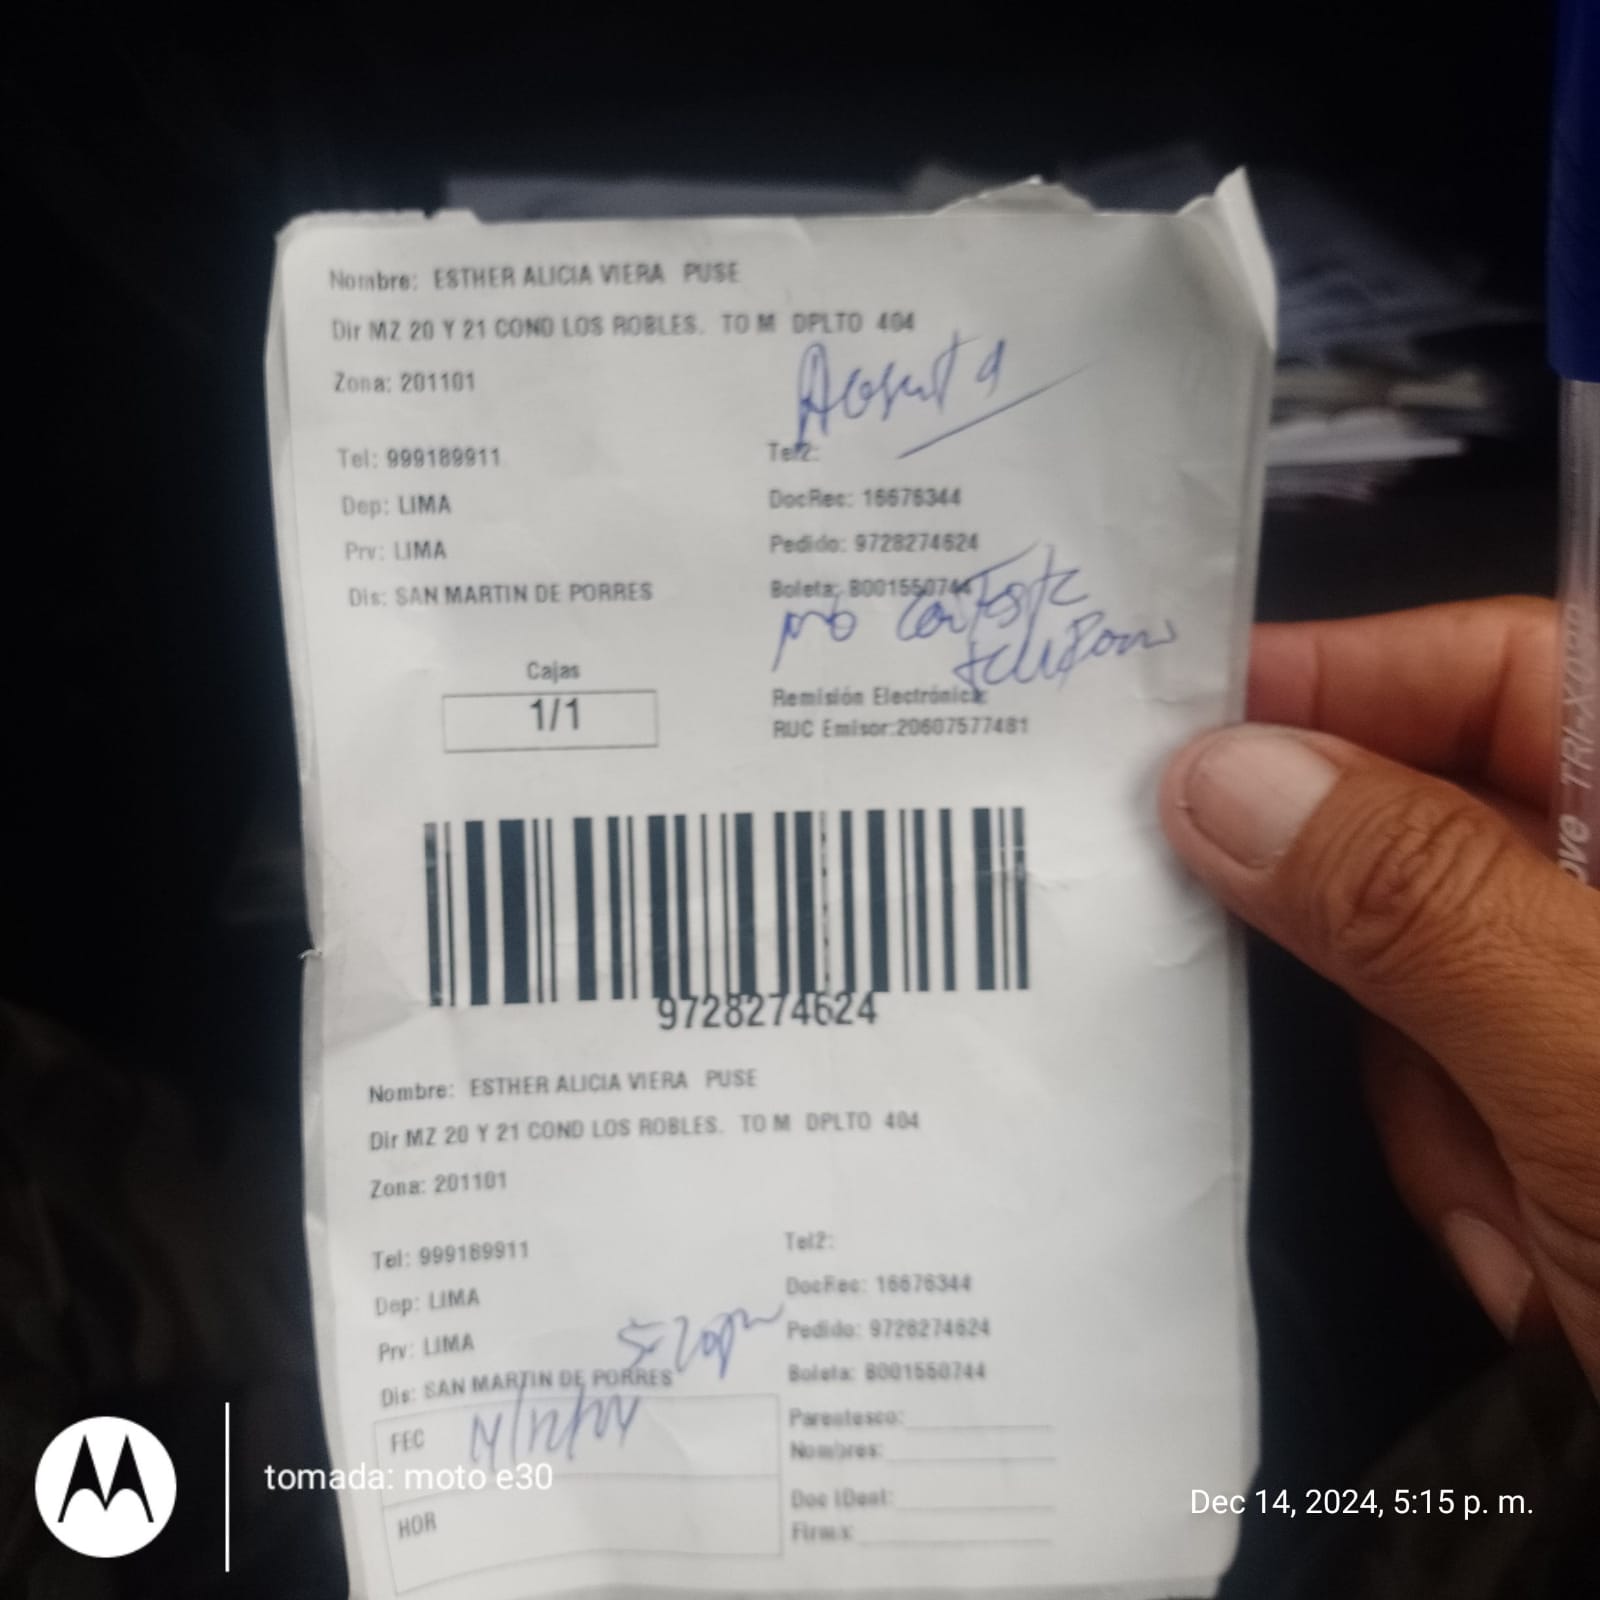 Nombre: ESTHER ALICIA VIERA PUSE
Dir MZ 20 Y 21 COND LOS ROBLES. TO M DPLTO 404
Zona: 201101
Tel: 999189911
Tel2:
Dep: LIMA
DocRec: 16676344
Prv: LIMA
Pedido: 9728274624
Dis: SAN MARTIN DE PORRES
Boleta: B001550744
no contesta
telefono
Cajas
1/1
Remisión Electrónica:
RUC Emisor:20607577481
9728274624
Nombre: ESTHER ALICIA VIERA PUSE
Dir MZ 20 Y 21 COND LOS ROBLES. TO M DPLTO 404
Zona: 201101
Tel: 999189911
Tel2:
Dep: LIMA
DocRec: 16676344
Prv: LIMA
Pedido: 9728274624
Dis: SAN MARTIN DE PORRES
Boleta: B001550744
FEC 14/12/24
Parentesco:
Nombres:
HOR
Doc IDent:
Firma:
tomada: moto e30
Dec 14, 2024, 5:15 p. m.